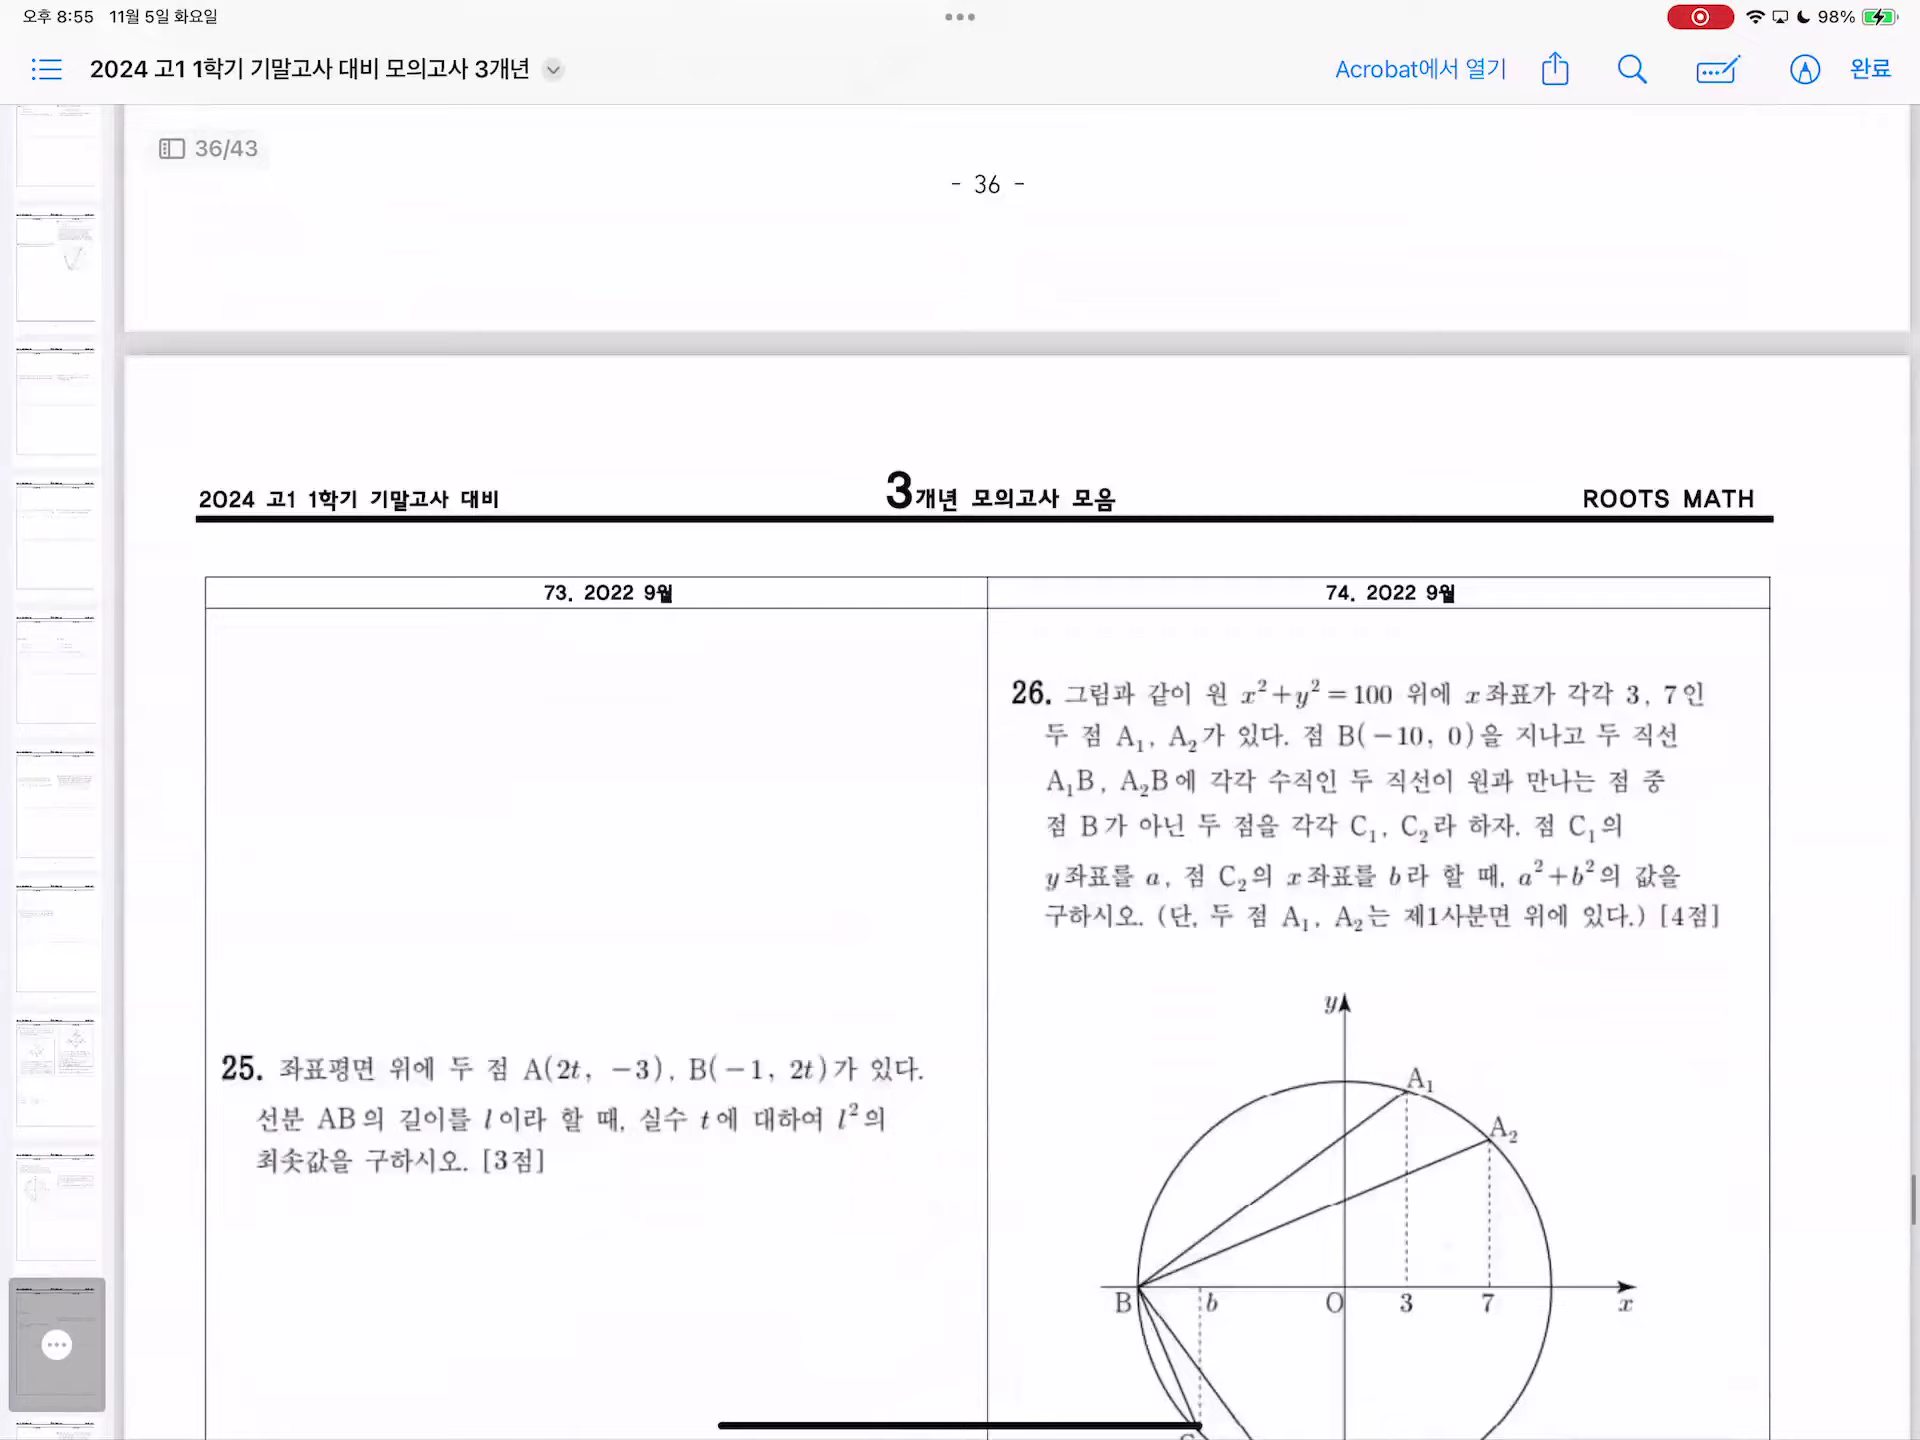 오후 8:55 11월 5일 화요일
98%
2024 고1 1학기 기말고사 대비 모의고사 3개년
Acrobat에서 열기
완료
36/43
- 36 -
2024 고1 1학기 기말고사 대비
3개년 모의고사 모음
ROOTS MATH
73. 2022 9월
25. 좌표평면 위에 두 점 A(2t, −3), B(−1, 2t)가 있다.
선분 AB의 길이를 l이라 할 때, 실수 t에 대하여 l²의
최솟값을 구하시오. [3점]
74. 2022 9월
26. 그림과 같이 원 x²+y²=100 위에 x좌표가 각각 3, 7인
두 점 A₁, A₂가 있다. 점 B(−10, 0)을 지나고 두 직선
A₁B, A₂B에 각각 수직인 두 직선이 원과 만나는 점 중
점 B가 아닌 두 점을 각각 C₁, C₂라 하자. 점 C₁의
y좌표를 a, 점 C₂의 x좌표를 b라 할 때, a²+b²의 값을
구하시오. (단, 두 점 A₁, A₂는 제1사분면 위에 있다.) [4점]
y
A₁
A₂
B b O 3 7 x